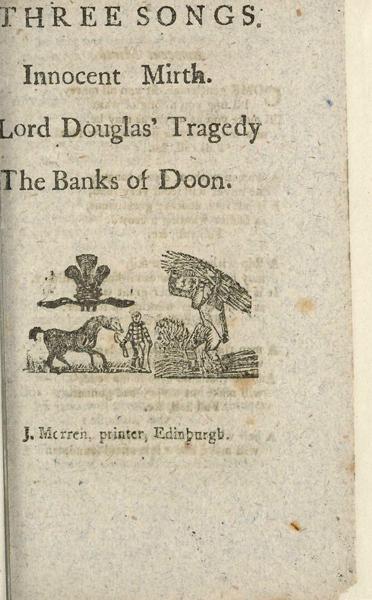 THREE SONGS.
Innocent Mirth.
Lord Douglas' Tragedy
The Banks of Doon.
J. Morren, printer, Edinburgh.